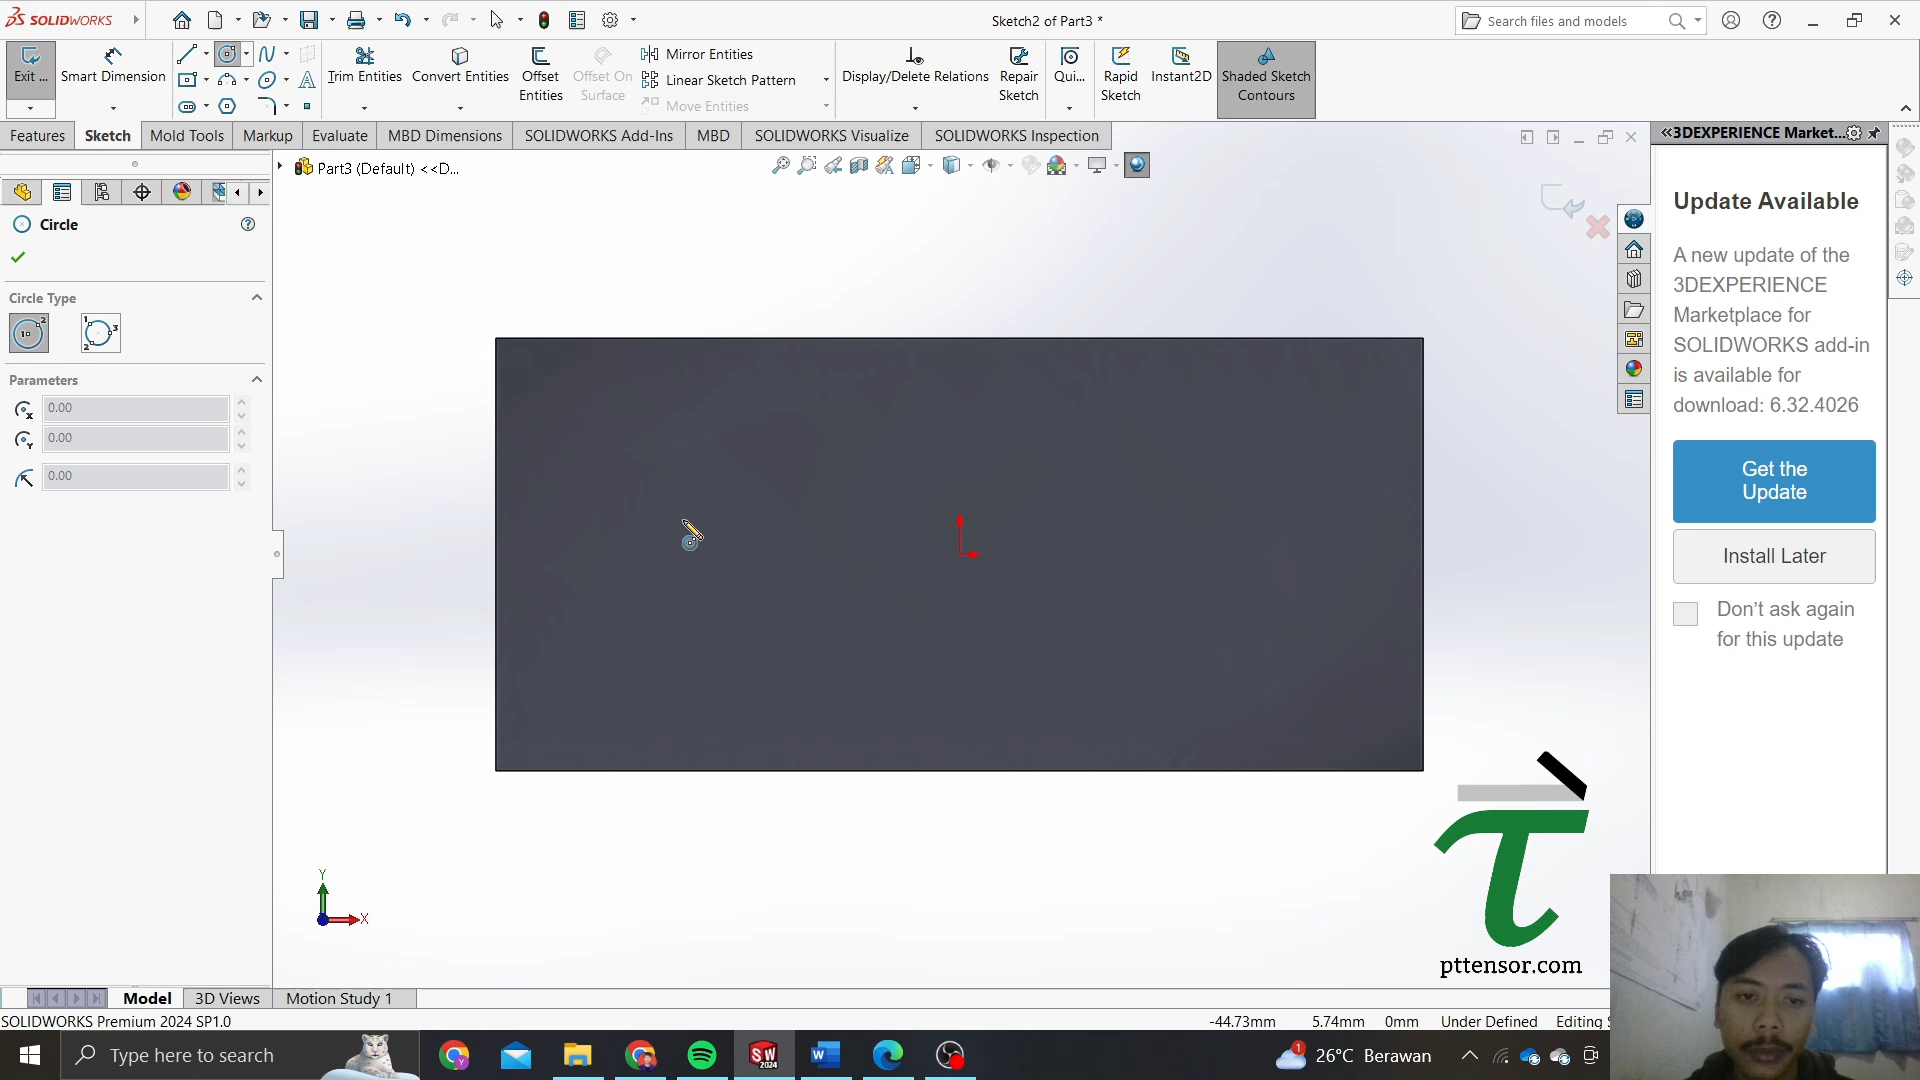 SOLIDWORKS
Sketch2 of Part3 *
Search files and models
Exit ...
Smart Dimension
Trim Entities
Convert Entities
Offset Entities
Offset On Surface
Mirror Entities
Linear Sketch Pattern
Move Entities
Display/Delete Relations
Repair Sketch
Qui...
Rapid Sketch
Instant2D
Shaded Sketch Contours
Features
Sketch
Mold Tools
Markup
Evaluate
MBD Dimensions
SOLIDWORKS Add-Ins
MBD
SOLIDWORKS Visualize
SOLIDWORKS Inspection
«3DEXPERIENCE Market...
Part3 (Default) <<D...
Circle
Circle Type
Parameters
0.00
0.00
0.00
Update Available
A new update of the
3DEXPERIENCE
Marketplace for
SOLIDWORKS add-in
is available for
download: 6.32.4026
Get the
Update
Install Later
Don't ask again
for this update
Y
X
pttensor.com
Model
3D Views
Motion Study 1
SOLIDWORKS Premium 2024 SP1.0
-44.73mm
5.74mm
0mm
Under Defined
Editing
Type here to search
26°C Berawan